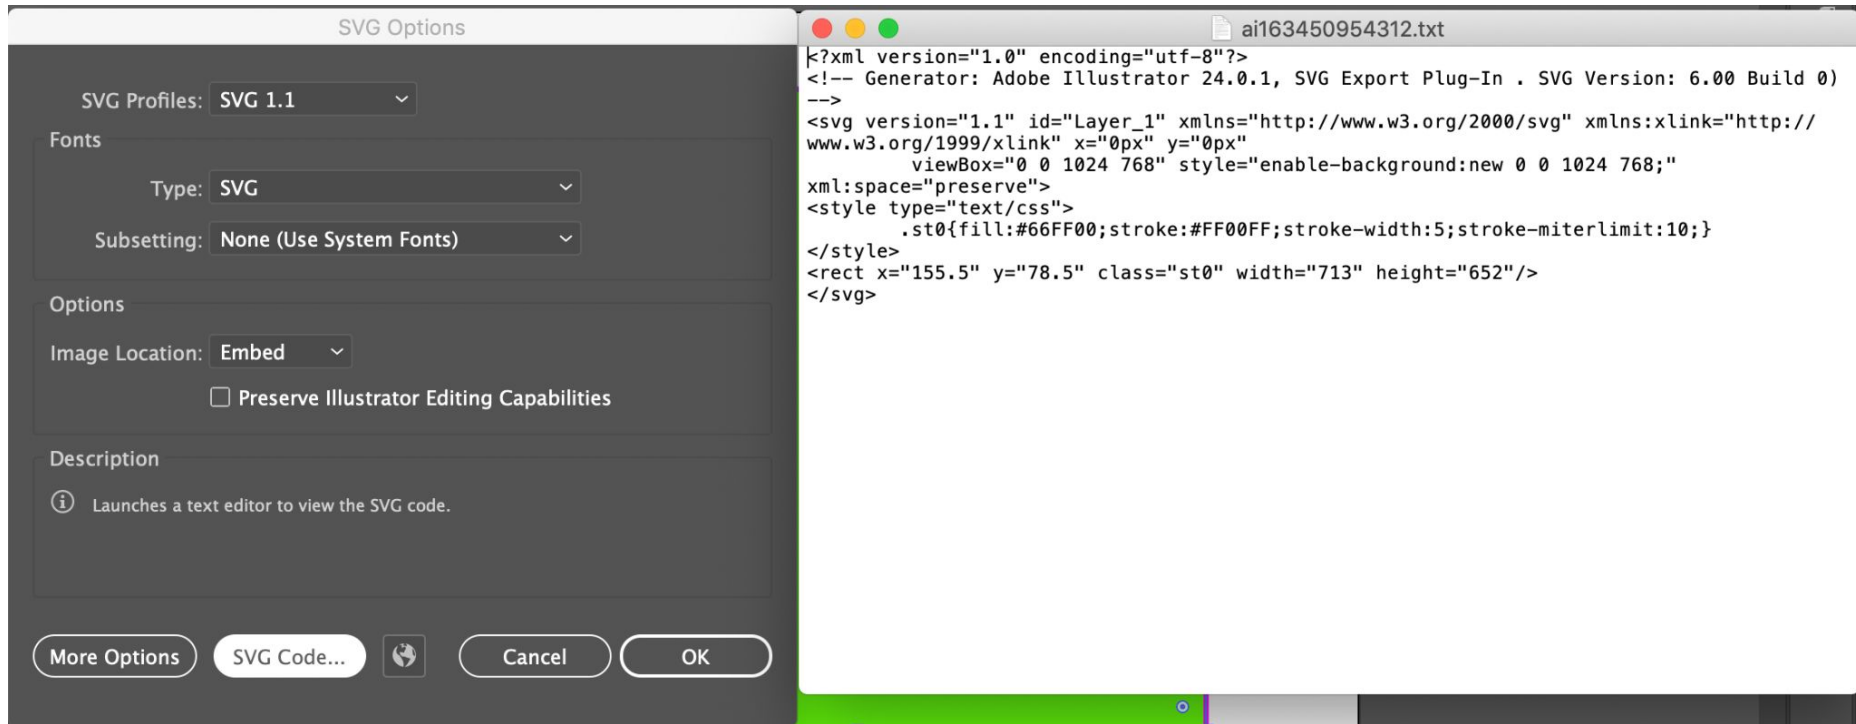 SVG Options
SVG Profiles: SVG 1.1
Fonts
Type: SVG
Subsetting: None (Use System Fonts)
Options
Image Location: Embed
Preserve Illustrator Editing Capabilities
Description
Launches a text editor to view the SVG code.
More Options
SVG Code...
Cancel
OK
ai163450954312.txt
<?xml version="1.0" encoding="utf-8"?>
<!-- Generator: Adobe Illustrator 24.0.1, SVG Export Plug-In . SVG Version: 6.00 Build 0)
-->
<svg version="1.1" id="Layer_1" xmlns="http://www.w3.org/2000/svg" xmlns:xlink="http://
www.w3.org/1999/xlink" x="0px" y="0px"
viewBox="0 0 1024 768" style="enable-background:new 0 0 1024 768;"
xml:space="preserve">
<style type="text/css">
.st0{fill:#66FF00;stroke:#FF00FF;stroke-width:5;stroke-miterlimit:10;}
</style>
<rect x="155.5" y="78.5" class="st0" width="713" height="652"/>
</svg>